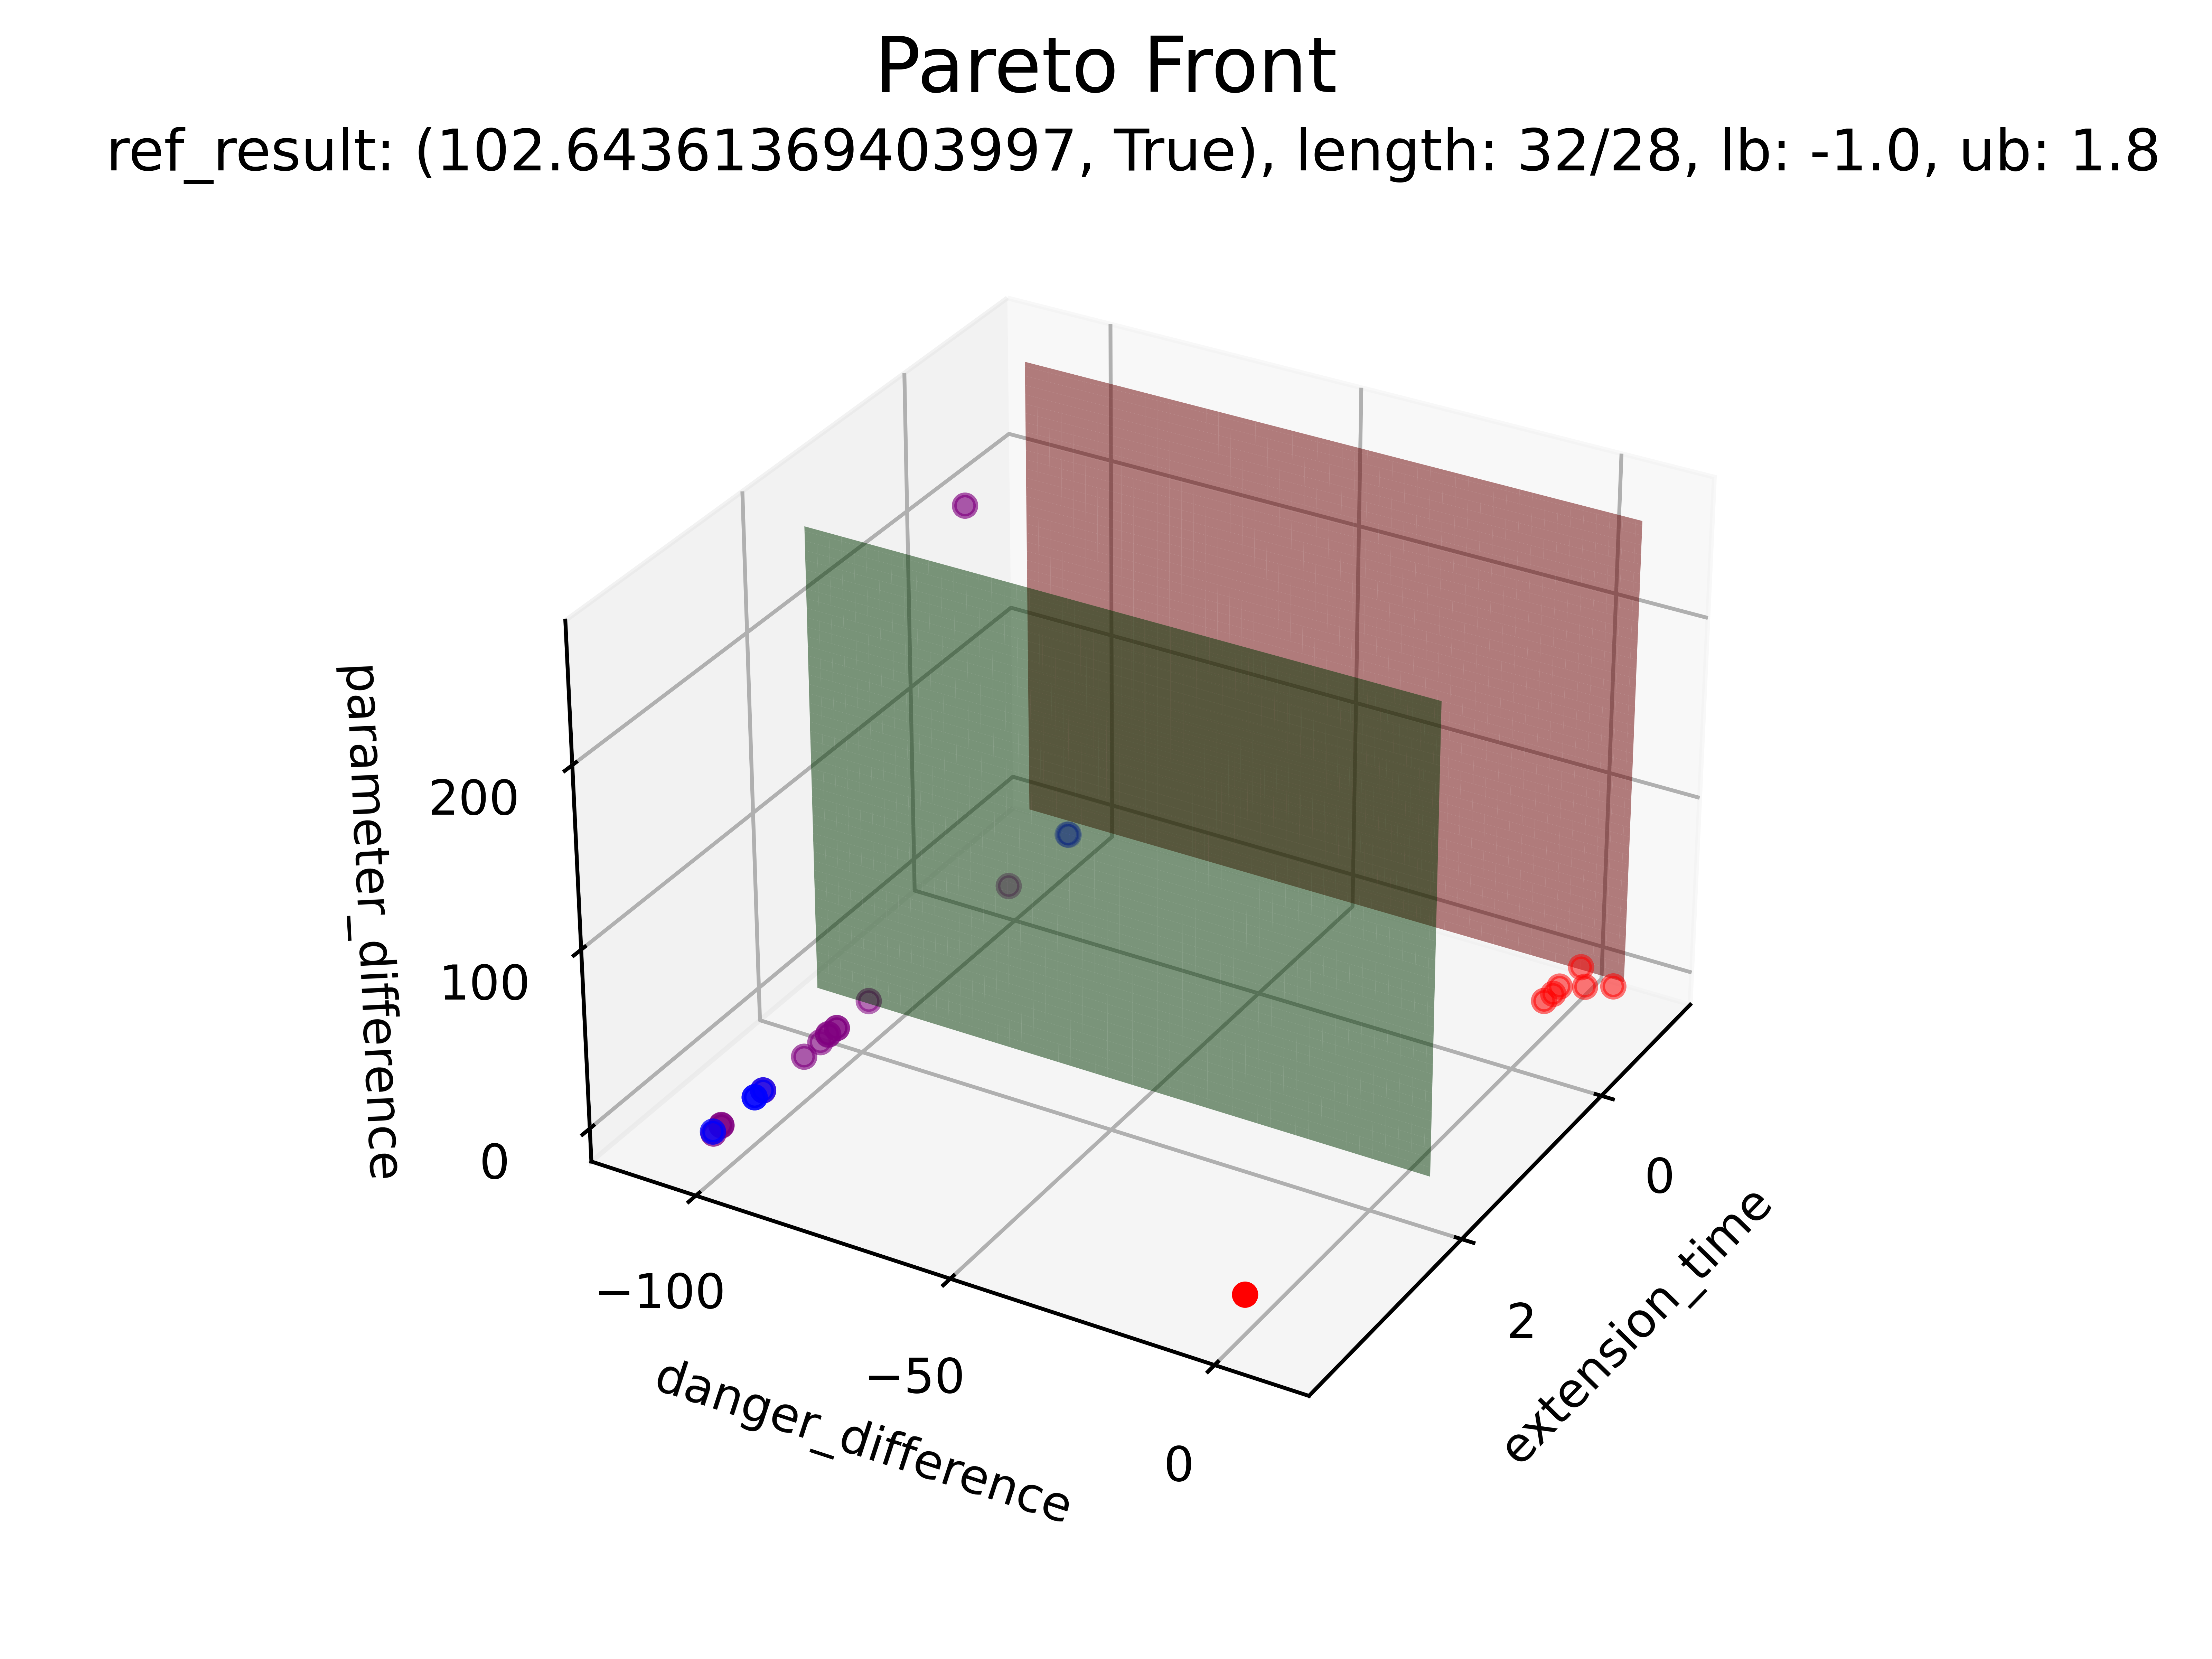 Pareto Front
ref_result: (102.64361369403997, True), length: 32/28, lb: -1.0, ub: 1.8
parameter_difference
200
100
0
−100
−50
0
danger_difference
0
2
extension_time